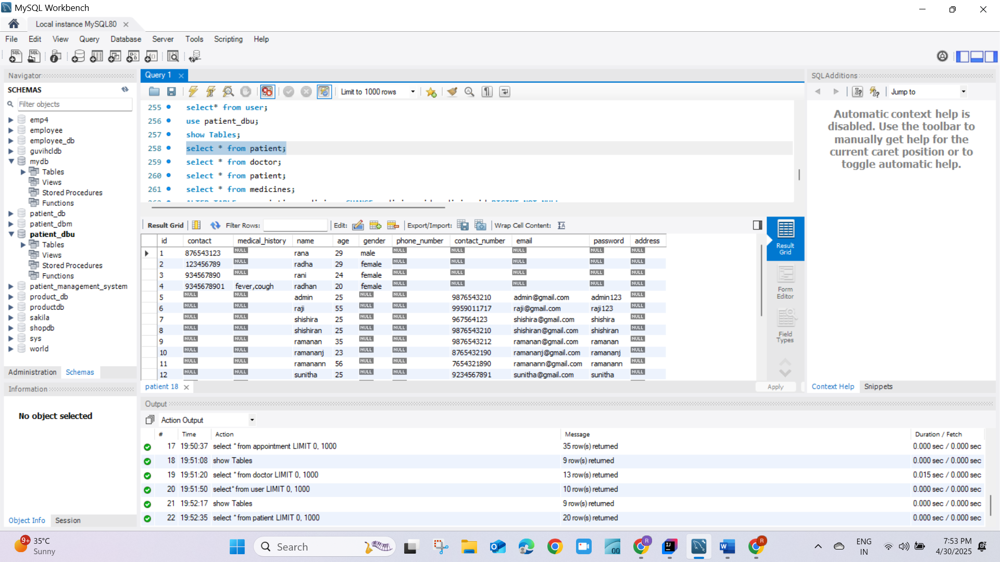 MySQL Workbench
Local instance MySQL80
File Edit View Query Database Server Tools Scripting Help
Navigator
SCHEMAS
Filter objects
emp4
employee
employee_db
guvihcldb
mydb
Tables
Views
Stored Procedures
Functions
patient_db
patient_dbm
patient_dbu
Tables
Views
Stored Procedures
Functions
patient_management_system
product_db
productdb
sakila
shopdb
sys
world
Administration Schemas
Information
No object selected
Object Info Session
Query 1
Limit to 1000 rows
255 select* from user;
256 use patient_dbu;
257 show Tables;
258 select * from patient;
259 select * from doctor;
260 select * from patient;
261 select * from medicines;
Result Grid Filter Rows: Edit: Export/Import: Wrap Cell Content:
id contact medical_history name age gender phone_number contact_number email password address
1 876543123 NULL rana 29 male NULL NULL NULL NULL NULL
2 123456789 NULL radha 29 female NULL NULL NULL NULL NULL
3 934567890 NULL rani 24 female NULL NULL NULL NULL NULL
4 9345678901 fever,cough radhan 20 female NULL NULL NULL NULL NULL
5 NULL NULL admin 25 NULL NULL 9876543210 admin@gmail.com admin123 NULL
6 NULL NULL raji 55 NULL NULL 9959011717 raji@gmail.com raji123 NULL
7 NULL NULL shishira 25 NULL NULL 967564123 shishira@gmail.com shishira NULL
8 NULL NULL shishiran 25 NULL NULL 9876543210 shishiran@gmail.com shishiran NULL
9 NULL NULL ramanan 35 NULL NULL 9876543212 ramanan@gmail.com ramanan NULL
10 NULL NULL ramananj 23 NULL NULL 8765432190 ramananj@gmail.com ramananj NULL
11 NULL NULL ramanann 56 NULL NULL 7654321890 ramanann@gmail.com ramanann NULL
12 NULL NULL sunitha 25 NULL NULL 9234567891 sunitha@gmail.com sunitha NULL
Result
Grid
Form
Editor
Field
Types
patient 18
Apply
SQLAdditions
Jump to
Automatic context help is
disabled. Use the toolbar to
manually get help for the
current caret position or to
toggle automatic help.
Context Help Snippets
Output
Action Output
# Time Action Message Duration / Fetch
17 19:50:37 select * from appointment LIMIT 0, 1000 35 row(s) returned 0.000 sec / 0.000 sec
18 19:51:08 show Tables 9 row(s) returned 0.000 sec / 0.000 sec
19 19:51:20 select * from doctor LIMIT 0, 1000 13 row(s) returned 0.015 sec / 0.000 sec
20 19:51:50 select* from user LIMIT 0, 1000 10 row(s) returned 0.000 sec / 0.000 sec
21 19:52:17 show Tables 9 row(s) returned 0.000 sec / 0.000 sec
22 19:52:35 select * from patient LIMIT 0, 1000 20 row(s) returned 0.000 sec / 0.000 sec
9+
35°C
Sunny
Search
ENG
IN
7:53 PM
4/30/2025